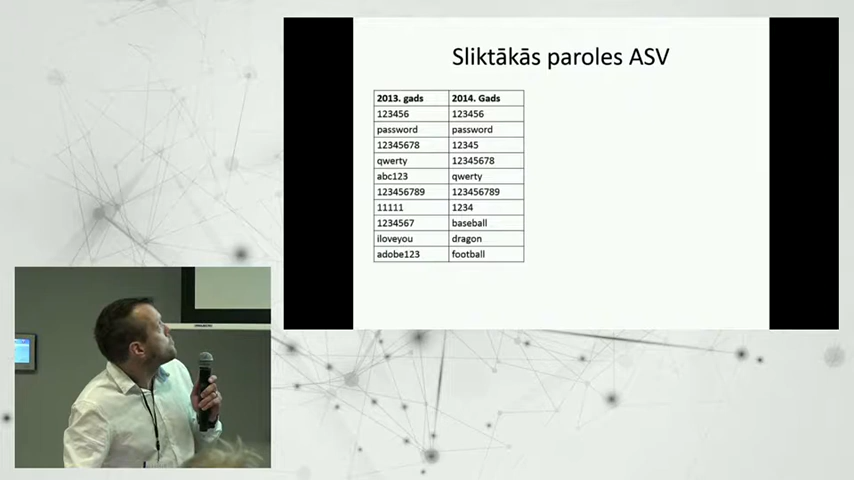 Sliktākās paroles ASV
2013. gads 2014. Gads
123456 123456
password password
12345678 12345
qwerty 12345678
abc123 qwerty
123456789 123456789
11111 1234
1234567 baseball
iloveyou dragon
adobe123 football